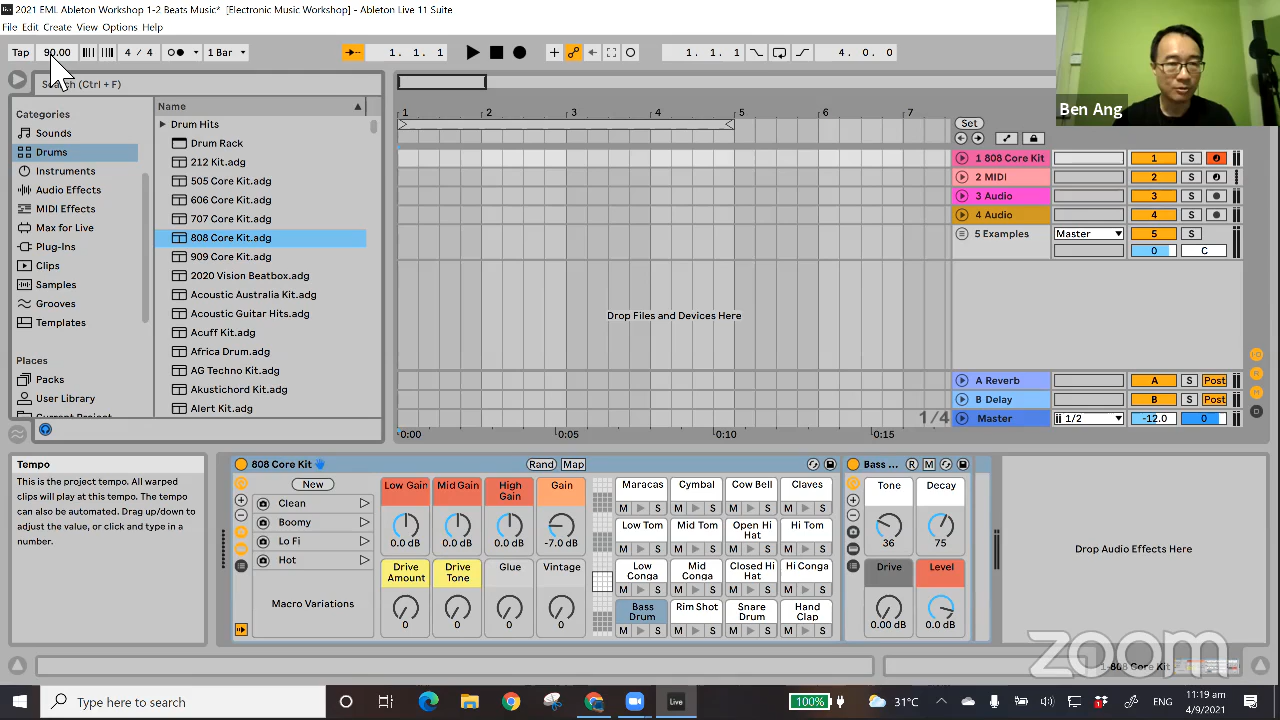 2021 EML Ableton Workshop 1-2 Beats Music* [Electronic Music Workshop] - Ableton Live 11 Suite
File Edit Create View Options Help
Tap 90.00 4 / 4 1 Bar 1. 1. 1 1. 1. 1 4. 0. 0
Search (Ctrl + F)
Ben Ang
Categories
Sounds
Drums
Instruments
Audio Effects
MIDI Effects
Max for Live
Plug-Ins
Clips
Samples
Grooves
Templates
Places
Packs
User Library
Current Project
Name
Drum Hits
Drum Rack
212 Kit.adg
505 Core Kit.adg
606 Core Kit.adg
707 Core Kit.adg
808 Core Kit.adg
909 Core Kit.adg
2020 Vision Beatbox.adg
Acoustic Australia Kit.adg
Acoustic Guitar Hits.adg
Acuff Kit.adg
Africa Drum.adg
AG Techno Kit.adg
Akustichord Kit.adg
Alert Kit.adg
1 2 3 4 5 6 7
Drop Files and Devices Here
1/4
0:00 0:05 0:10 0:15
Set
1 808 Core Kit 1 S
2 MIDI 2 S
3 Audio 3 S
4 Audio 4 S
5 Examples Master 5 S
0 C
A Reverb A S Post
B Delay B S Post
Master 1/2 -12.0 0
Tempo
This is the project tempo. All warped
clips will play at this tempo. The tempo
can also be automated. Drag up/down to
adjust the value, or click and type in a
number.
808 Core Kit Rand Map
New
Clean
Boomy
Lo Fi
Hot
Macro Variations
Low Gain Mid Gain High Gain Gain
0.0 dB 0.0 dB 0.0 dB -7.0 dB
Drive Amount Drive Tone Glue Vintage
0 0 0 0
Maracas Cymbal Cow Bell Claves
M S M S M S M S
Low Tom Mid Tom Open Hi Hat Hi Tom
M S M S M S M S
Low Conga Mid Conga Closed Hi Hat Hi Conga
M S M S M S M S
Bass Drum Rim Shot Snare Drum Hand Clap
M S M S M S M S
Bass ... R M
Tone Decay
36 75
Drive Level
0.00 dB 0.0 dB
Drop Audio Effects Here
1-808 Core Kit
zoom
Type here to search
Live
100%
31°C
ENG
11:19 am
4/9/2021